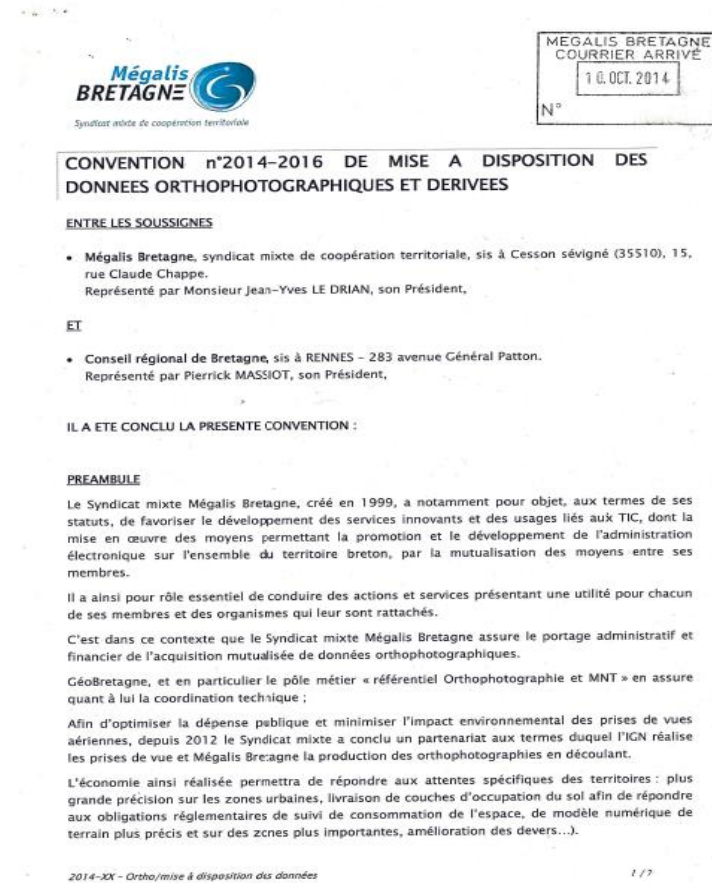 Mégalis
BRETAGNE
Syndicat mixte de coopération territoriale
MEGALIS BRETAGNE
COURRIER ARRIVÉ
10. OCT. 2014
N°
CONVENTION n°2014-2016 DE MISE A DISPOSITION DES
DONNEES ORTHOPHOTOGRAPHIQUES ET DERIVEES
ENTRE LES SOUSSIGNES
• Mégalis Bretagne, syndicat mixte de coopération territoriale, sis à Cesson sévigné (35510), 15,
rue Claude Chappe.
Représenté par Monsieur Jean-Yves LE DRIAN, son Président,
ET
• Conseil régional de Bretagne, sis à RENNES - 283 avenue Général Patton.
Représenté par Pierrick MASSIOT, son Président,
IL A ETE CONCLU LA PRESENTE CONVENTION :
PREAMBULE
Le Syndicat mixte Mégalis Bretagne, créé en 1999, a notamment pour objet, aux termes de ses
statuts, de favoriser le développement des services innovants et des usages liés aux TIC, dont la
mise en œuvre des moyens permettant la promotion et le développement de l'administration
électronique sur l'ensemble du territoire breton, par la mutualisation des moyens entre ses
membres.
Il a ainsi pour rôle essentiel de conduire des actions et services présentant une utilité pour chacun
de ses membres et des organismes qui leur sont rattachés.
C'est dans ce contexte que le Syndicat mixte Mégalis Bretagne assure le portage administratif et
financier de l'acquisition mutualisée de données orthophotographiques.
GéoBretagne, et en particulier le pôle métier « référentiel Orthophotographie et MNT » en assure
quant à lui la coordination technique ;
Afin d'optimiser la dépense publique et minimiser l'impact environnemental des prises de vues
aériennes, depuis 2012 le Syndicat mixte a conclu un partenariat aux termes duquel l'IGN réalise
les prises de vue et Mégalis Bretagne la production des orthophotographies en découlant.
L'économie ainsi réalisée permettra de répondre aux attentes spécifiques des territoires : plus
grande précision sur les zones urbaines, livraison de couches d'occupation du sol afin de répondre
aux obligations réglementaires de suivi de consommation de l'espace, de modèle numérique de
terrain plus précis et sur des zones plus importantes, amélioration des devers...).
2014-XX - Ortho/mise à disposition des données
1/7